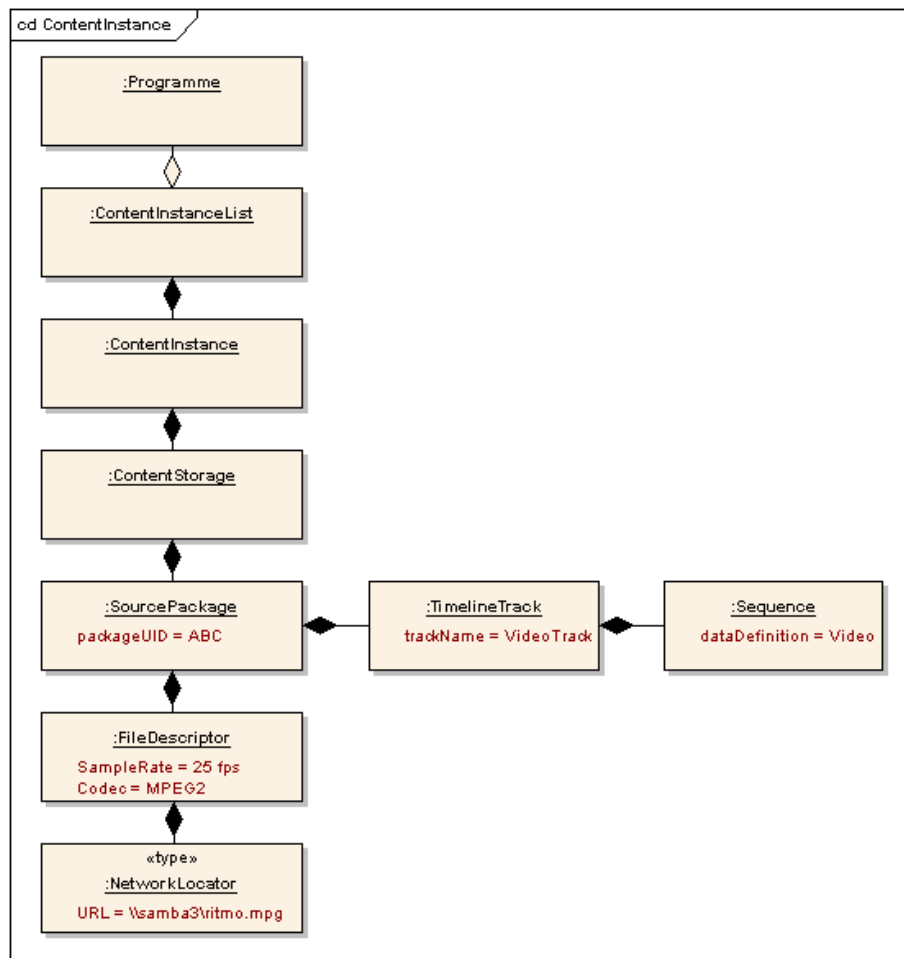 cd ContentInstance
:Programme
:ContentInstanceList
:ContentInstance
:ContentStorage
:SourcePackage
packageUID = ABC
:TimelineTrack
trackName = VideoTrack
:Sequence
dataDefinition = Video
:FileDescriptor
SampleRate = 25 fps
Codec = MPEG2
«type»
:NetworkLocator
URL = \\samba3\ritmo.mpg